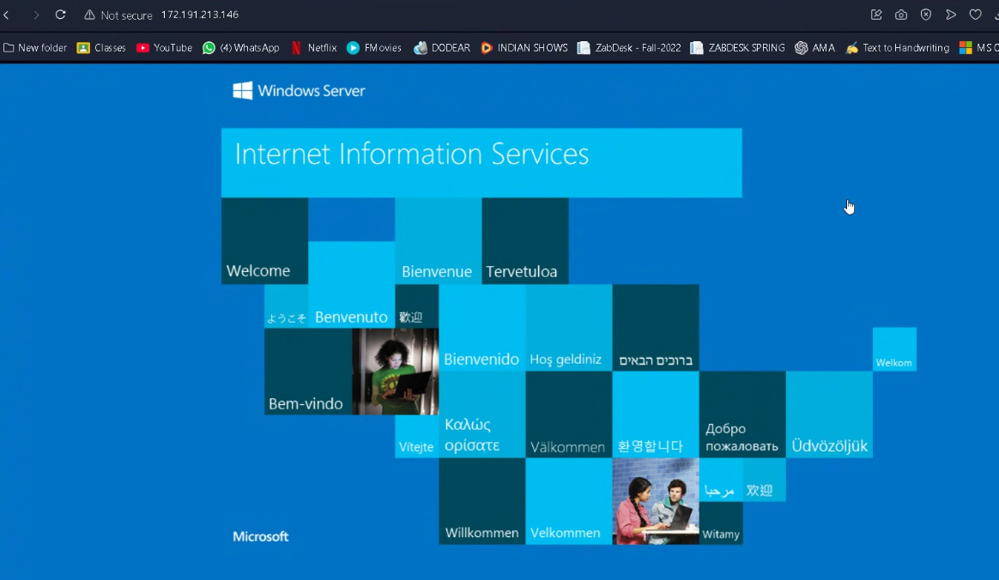 Not secure 172.191.213.146
New folder Classes YouTube (4) WhatsApp Netflix FMovies DODEAR INDIAN SHOWS ZabDesk - Fall-2022 ZABDESK SPRING AMA Text to Handwriting MS O
Windows Server
Internet Information Services
Welcome
Bienvenue
Tervetuloa
ようこそ
Benvenuto
歡迎
Bienvenido
Hoş geldiniz
ברוכים הבאים
Welkom
Bem-vindo
Vítejte
Καλώς
ορίσατε
Välkommen
환영합니다
Добро
пожаловать
Üdvözöljük
مرحبا
欢迎
Willkommen
Velkommen
Witamy
Microsoft